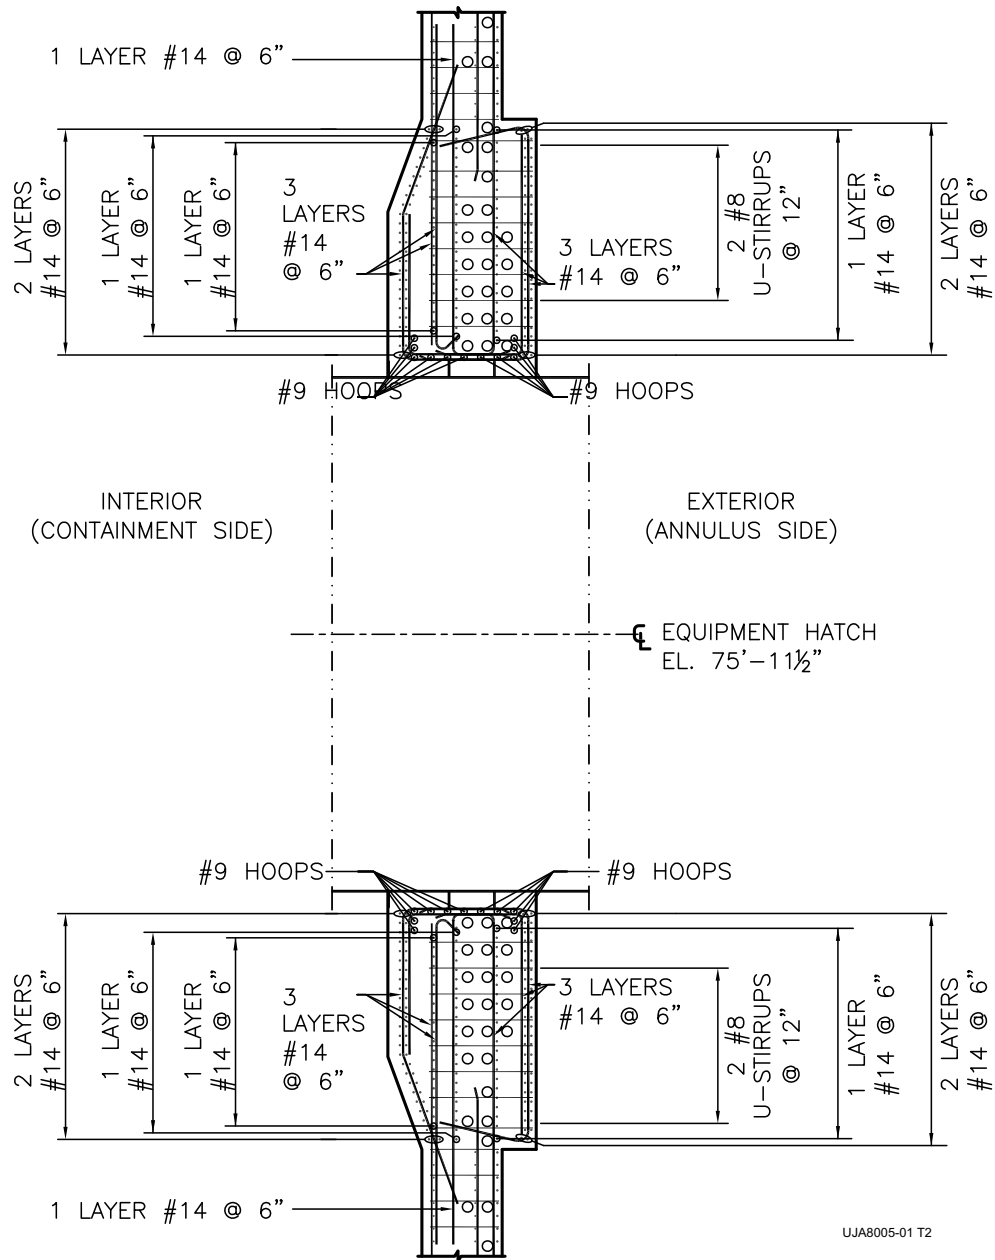 1 LAYER #14 @ 6”
2 LAYERS
#14 @ 6”
1 LAYER
#14 @ 6”
1 LAYER
#14 @ 6”
3
LAYERS
#14
@ 6”
3 LAYERS
#14 @ 6”
2 #8
U-STIRRUPS
@ 12”
1 LAYER
#14 @ 6”
2 LAYERS
#14 @ 6”
#9 HOOPS
#9 HOOPS
INTERIOR
(CONTAINMENT SIDE)
EXTERIOR
(ANNULUS SIDE)
℄ EQUIPMENT HATCH
EL. 75’-11½”
#9 HOOPS
#9 HOOPS
2 LAYERS
#14 @ 6”
1 LAYER
#14 @ 6”
1 LAYER
#14 @ 6”
3
LAYERS
#14
@ 6”
3 LAYERS
#14 @ 6”
2 #8
U-STIRRUPS
@ 12”
1 LAYER
#14 @ 6”
2 LAYERS
#14 @ 6”
1 LAYER #14 @ 6”
UJA8005-01 T2